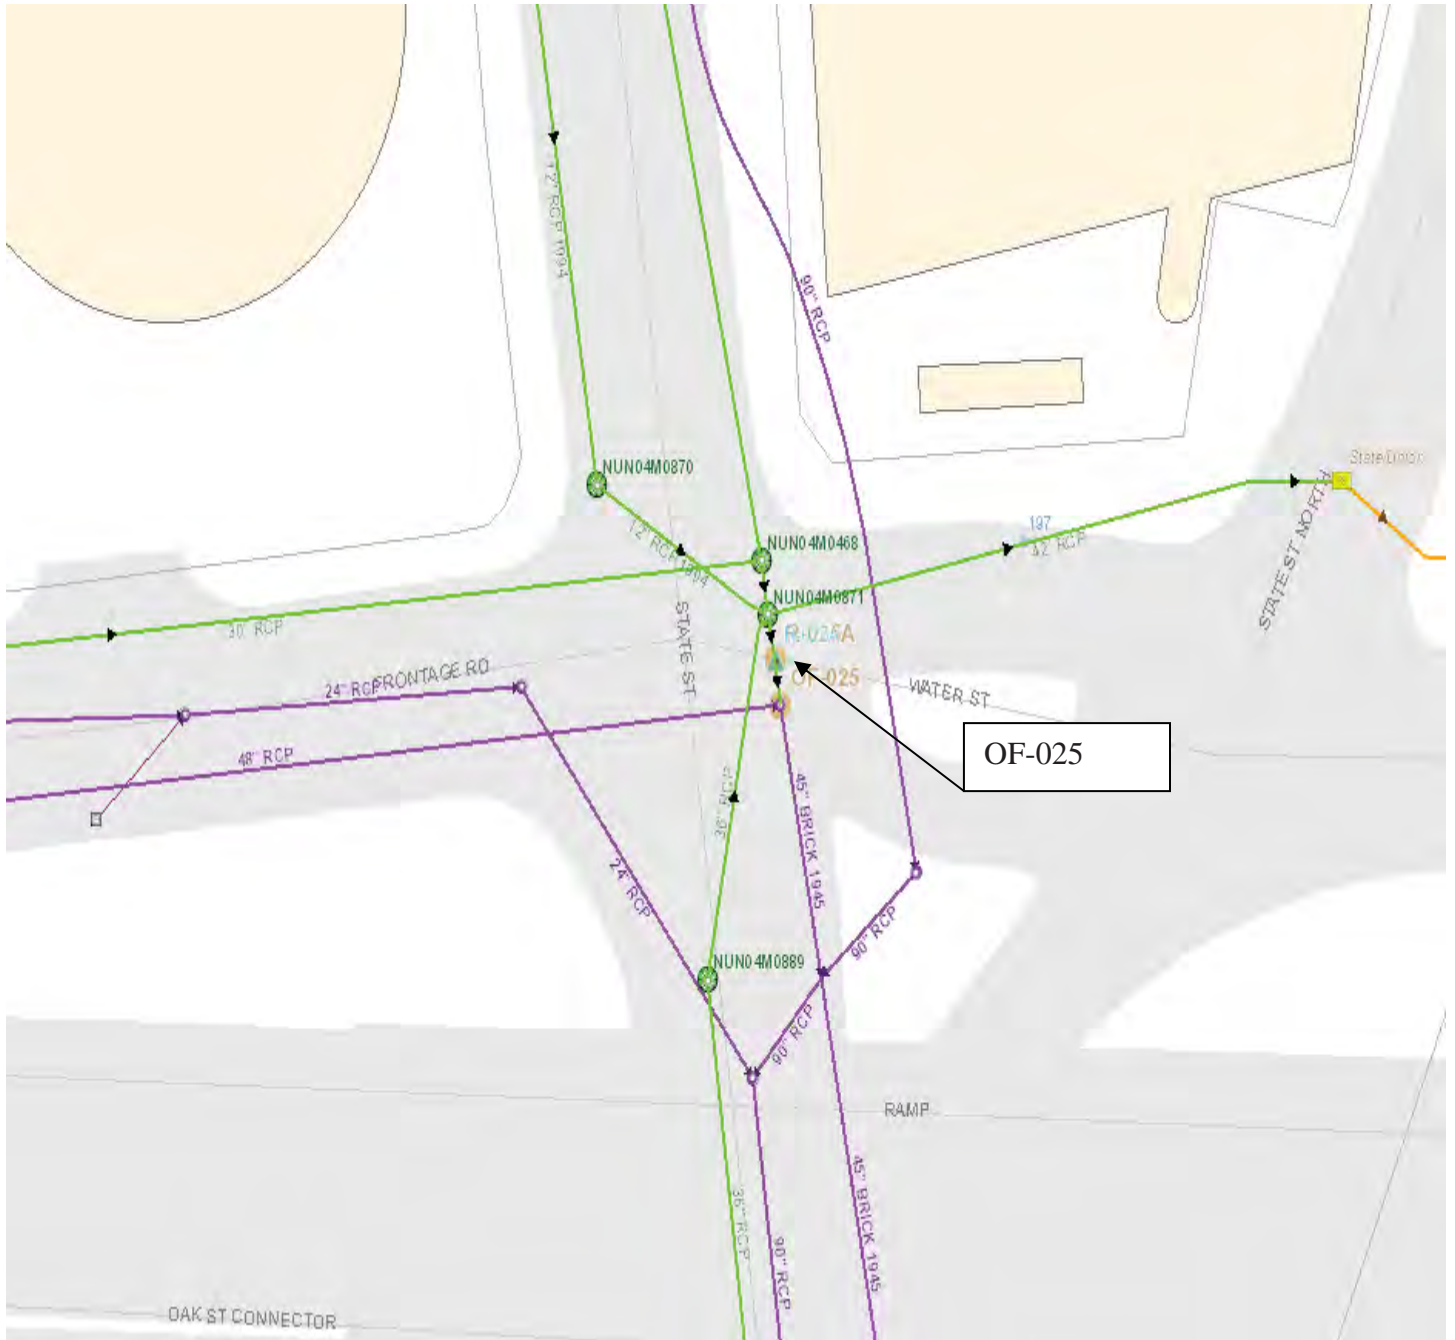 12" RCP 1994
90" RCP
NUN04M0870
State Union
12" RCP 1994
NUN04M0468
197
42" RCP
STATE ST NORTH
NUN04M0871
30" RCP
STATE ST
R-025A
24" RCP
FRONTAGE RD
OF-025
WATER ST
48" RCP
OF-025
36" RCP
45" BRICK 1945
24" RCP
90" RCP
NUN04M0889
90" RCP
RAMP
36" RCP
90" RCP
45" BRICK 1945
OAK ST CONNECTOR